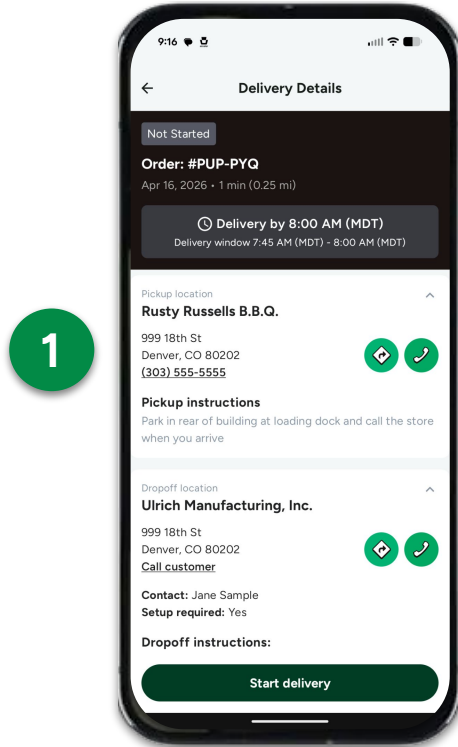 1
9:16
Delivery Details
Not Started
Order: #PUP-PYQ
Apr 16, 2026 • 1 min (0.25 mi)
Delivery by 8:00 AM (MDT)
Delivery window 7:45 AM (MDT) - 8:00 AM (MDT)
Pickup location
Rusty Russells B.B.Q.
999 18th St
Denver, CO 80202
(303) 555-5555
Pickup instructions
Park in rear of building at loading dock and call the store
when you arrive
Dropoff location
Ulrich Manufacturing, Inc.
999 18th St
Denver, CO 80202
Call customer
Contact: Jane Sample
Setup required: Yes
Dropoff instructions:
Start delivery